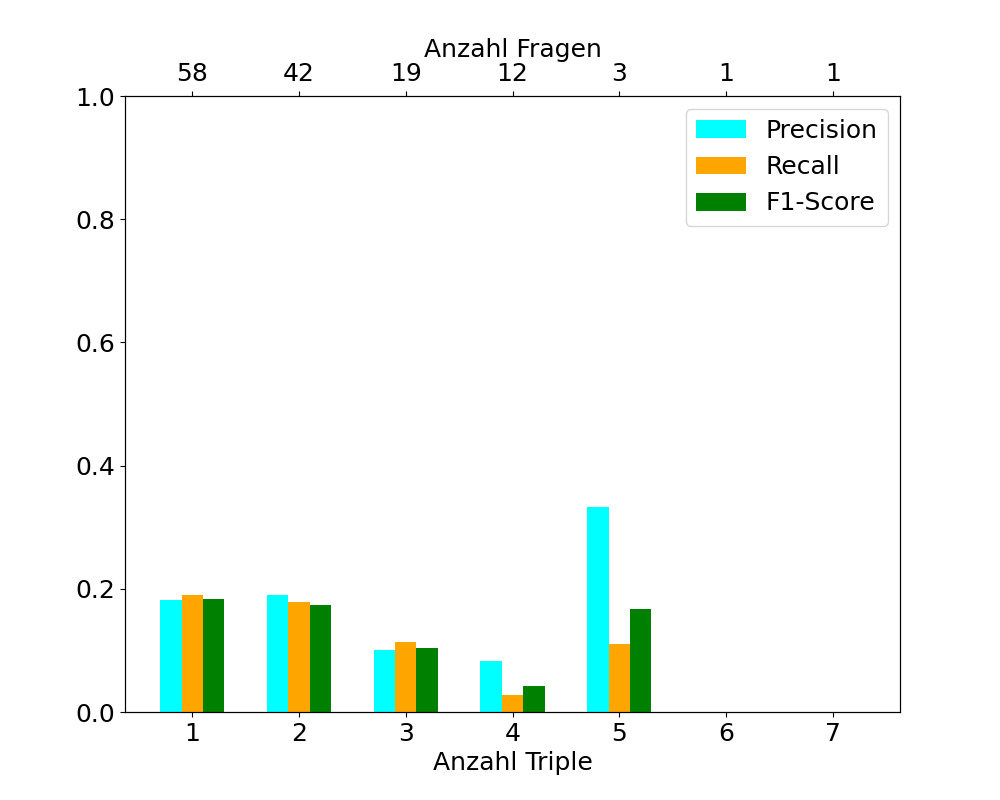 Anzahl Fragen
58 42 19 12 3 1 1
1.0
0.8
0.6
0.4
0.2
0.0
Precision
Recall
F1-Score
1 2 3 4 5 6 7
Anzahl Triple